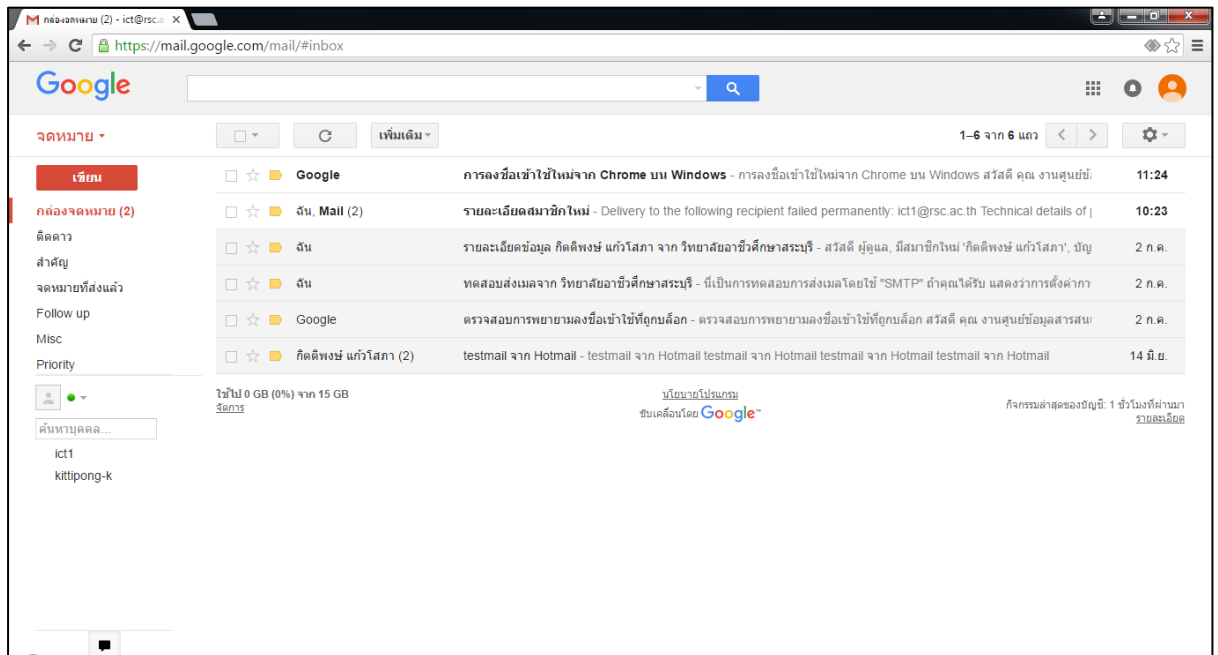 กล่องจดหมาย (2) - ict@rsc.a
https://mail.google.com/mail/#inbox
Google
จดหมาย
เพิ่มเติม
1–6 จาก 6 แถว
เขียน
กล่องจดหมาย (2)
ติดดาว
สำคัญ
จดหมายที่ส่งแล้ว
Follow up
Misc
Priority
ค้นหาบุคคล...
ict1
kittipong-k
Google การลงชื่อเข้าใช้ใหม่จาก Chrome บน Windows - การลงชื่อเข้าใช้ใหม่จาก Chrome บน Windows สวัสดี คุณ งานศูนย์ข้ 11:24
ฉัน, Mail (2) รายละเอียดสมาชิกใหม่ - Delivery to the following recipient failed permanently: ict1@rsc.ac.th Technical details of 10:23
ฉัน รายละเอียดข้อมูล กิตติพงษ์ แก้วโสภา จาก วิทยาลัยอาชีวศึกษาสระบุรี - สวัสดี ผู้ดูแล, มีสมาชิกใหม่ 'กิตติพงษ์ แก้วโสภา', บัญ 2 ก.ค.
ฉัน ทดสอบส่งเมลจาก วิทยาลัยอาชีวศึกษาสระบุรี - นี่เป็นการทดสอบการส่งเมลโดยใช้ "SMTP" ถ้าคุณได้รับ แสดงว่าการตั้งค่ากา 2 ก.ค.
Google ตรวจสอบการพยายามลงชื่อเข้าใช้ที่ถูกบล็อก - ตรวจสอบการพยายามลงชื่อเข้าใช้ที่ถูกบล็อก สวัสดี คุณ งานศูนย์ข้อมูลสารสน 2 ก.ค.
กิตติพงษ์ แก้วโสภา (2) testmail จาก Hotmail - testmail จาก Hotmail testmail จาก Hotmail testmail จาก Hotmail testmail จาก Hotmail 14 มิ.ย.
ใช้ไป 0 GB (0%) จาก 15 GB
จัดการ
นโยบายโปรแกรม
ขับเคลื่อนโดย Google™
กิจกรรมล่าสุดของบัญชี: 1 ชั่วโมงที่ผ่านมา
รายละเอียด